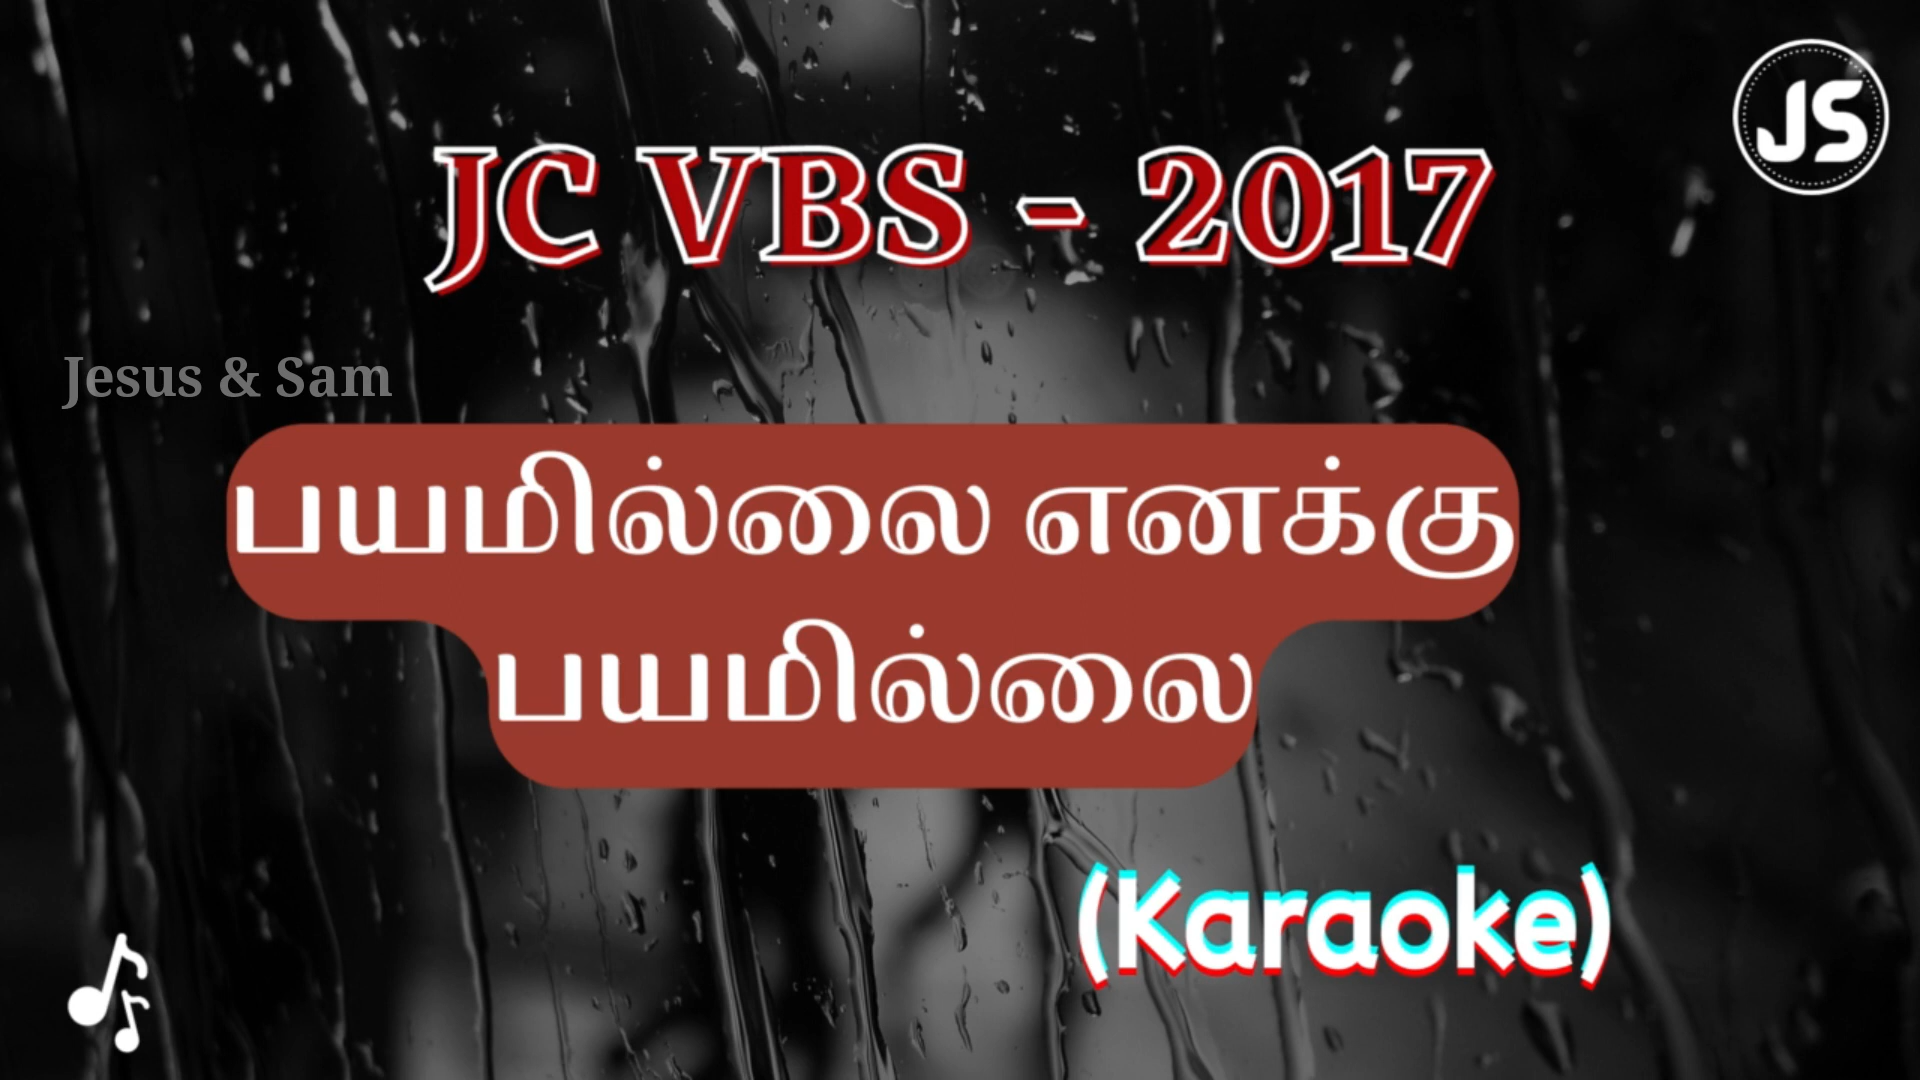 JS
JC VBS - 2017
Jesus & Sam
பயமில்லை எனக்கு
பயமில்லை
(Karaoke)